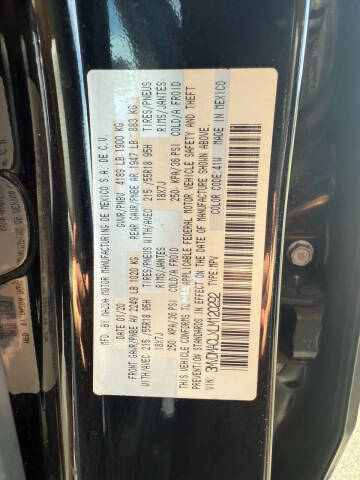 MFD. BY MAZDA MOTOR MANUFACTURING DE MEXICO S.A. DE C.V.
DATE 01/20 GVWR/PNBV 4189 LB 1900 KG
FRONT GAWR/PNBE AV 2249 LB 1020 KG REAR GAWR/PNBE AR 1947 LB 883 KG
WITH/AVEC 215/55R18 95H TIRES/PNEUS WITH/AVEC 215/55R18 95H TIRES/PNEUS
18X7J RIMS/JANTES 18X7J RIMS/JANTES
250 KPA/36 PSI COLD/A FROID 250 KPA/36 PSI COLD/A FROID
THIS VEHICLE CONFORMS TO ALL APPLICABLE FEDERAL MOTOR VEHICLE SAFETY AND THEFT
PREVENTION STANDARDS IN EFFECT ON THE DATE OF MANUFACTURE SHOWN ABOVE.
TYPE:MPV COLOR: 41W MADE IN MEXICO